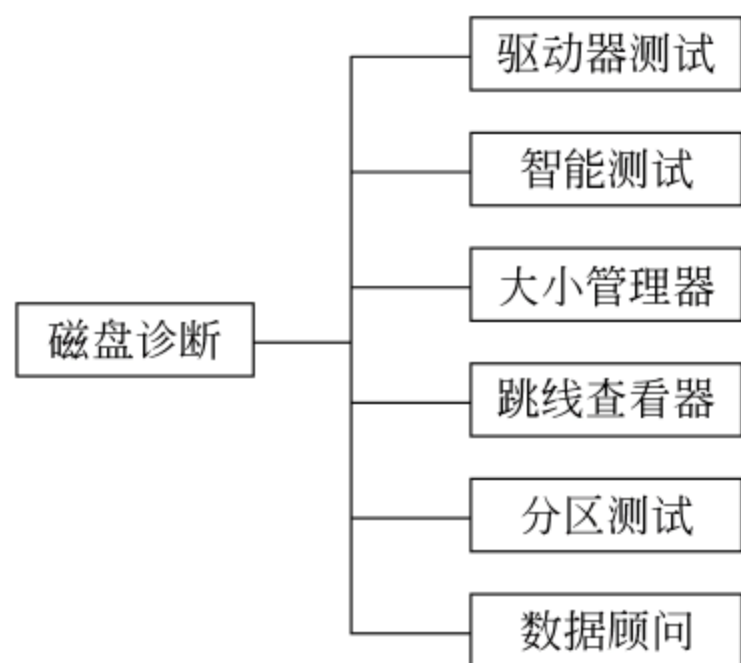 驱动器测试
智能测试
大小管理器
磁盘诊断
跳线查看器
分区测试
数据顾问